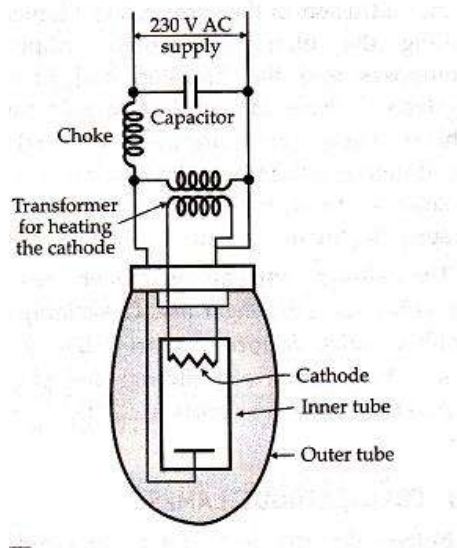 230 V AC
supply
Capacitor
Choke
Transformer
for heating
the cathode
Cathode
Inner tube
Outer tube